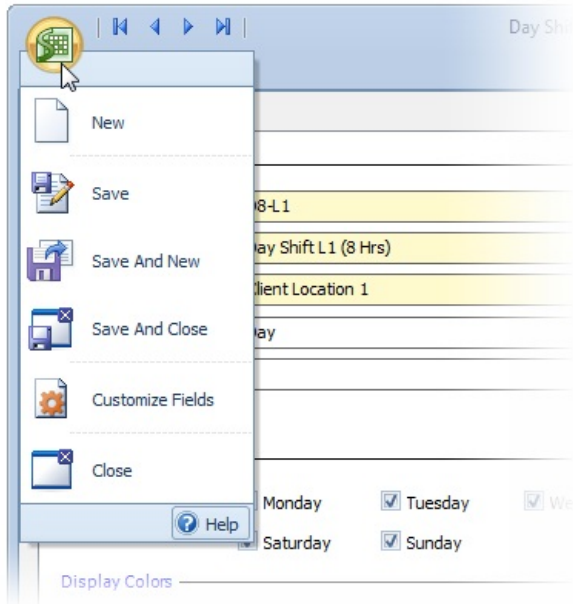 Day Shi
New
Save
Save And New
Save And Close
Customize Fields
Close
Help
08-L1
ay Shift L1 (8 Hrs)
lient Location 1
ay
Monday
Tuesday
We
Saturday
Sunday
Display Colors